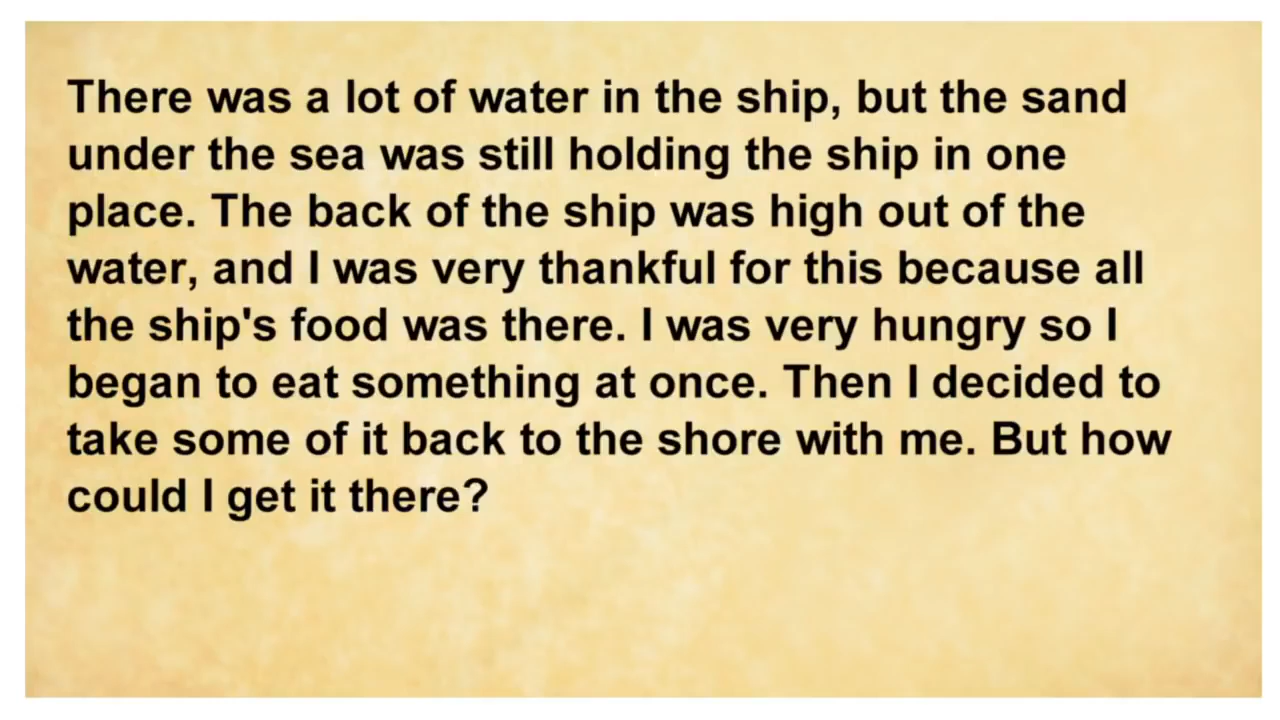 There was a lot of water in the ship, but the sand
under the sea was still holding the ship in one
place. The back of the ship was high out of the
water, and I was very thankful for this because all
the ship's food was there. I was very hungry so I
began to eat something at once. Then I decided to
take some of it back to the shore with me. But how
could I get it there?